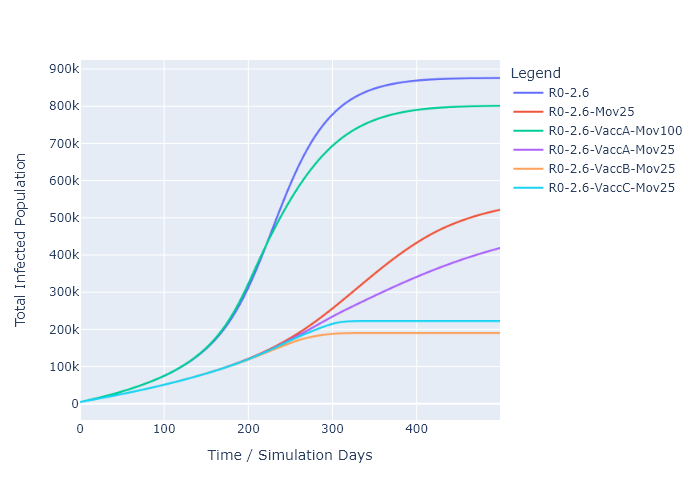 Legend
R0-2.6
R0-2.6-Mov25
R0-2.6-VaccA-Mov100
R0-2.6-VaccA-Mov25
R0-2.6-VaccB-Mov25
R0-2.6-VaccC-Mov25
Total Infected Population
900k
800k
700k
600k
500k
400k
300k
200k
100k
0
0 100 200 300 400
Time / Simulation Days